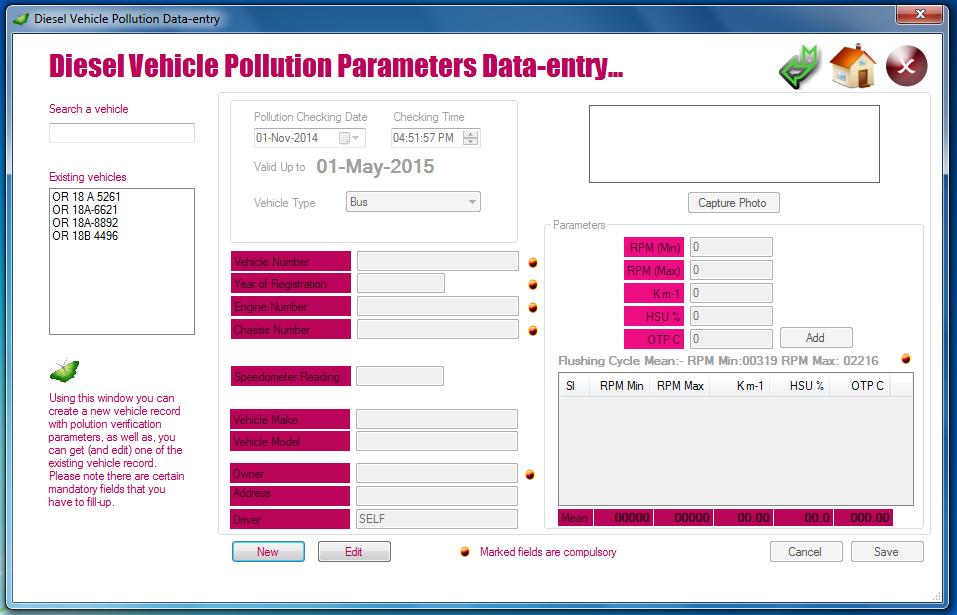 Diesel Vehicle Pollution Data-entry
Diesel Vehicle Pollution Parameters Data-entry...
Search a vehicle
Existing vehicles
OR 18 A 5261
OR 18A-6621
OR 18A-8892
OR 18B 4496
Using this window you can
create a new vehicle record
with polution verification
parameters, as well as, you
can get (and edit) one of the
existing vehicle record.
Please note there are certain
mandatory fields that you
have to fill-up.
Pollution Checking Date
Checking Time
01-Nov-2014
04:51:57 PM
Valid Up to 01-May-2015
Vehicle Type
Bus
Vehicle Number
Year of Registration
Engine Number
Chassis Number
Speedometer Reading
Vehicle Make
Vehicle Model
Owner
Address
Driver
SELF
Capture Photo
Parameters
RPM (Min) 0
RPM (Max) 0
K m-1 0
HSU % 0
OTP C 0
Add
Flushing Cycle Mean:- RPM Min:00319 RPM Max: 02216
Sl RPM Min RPM Max K m-1 HSU % OTP C
Mean 00000 00000 00.00 00.0 000.00
New
Edit
Marked fields are compulsory
Cancel
Save